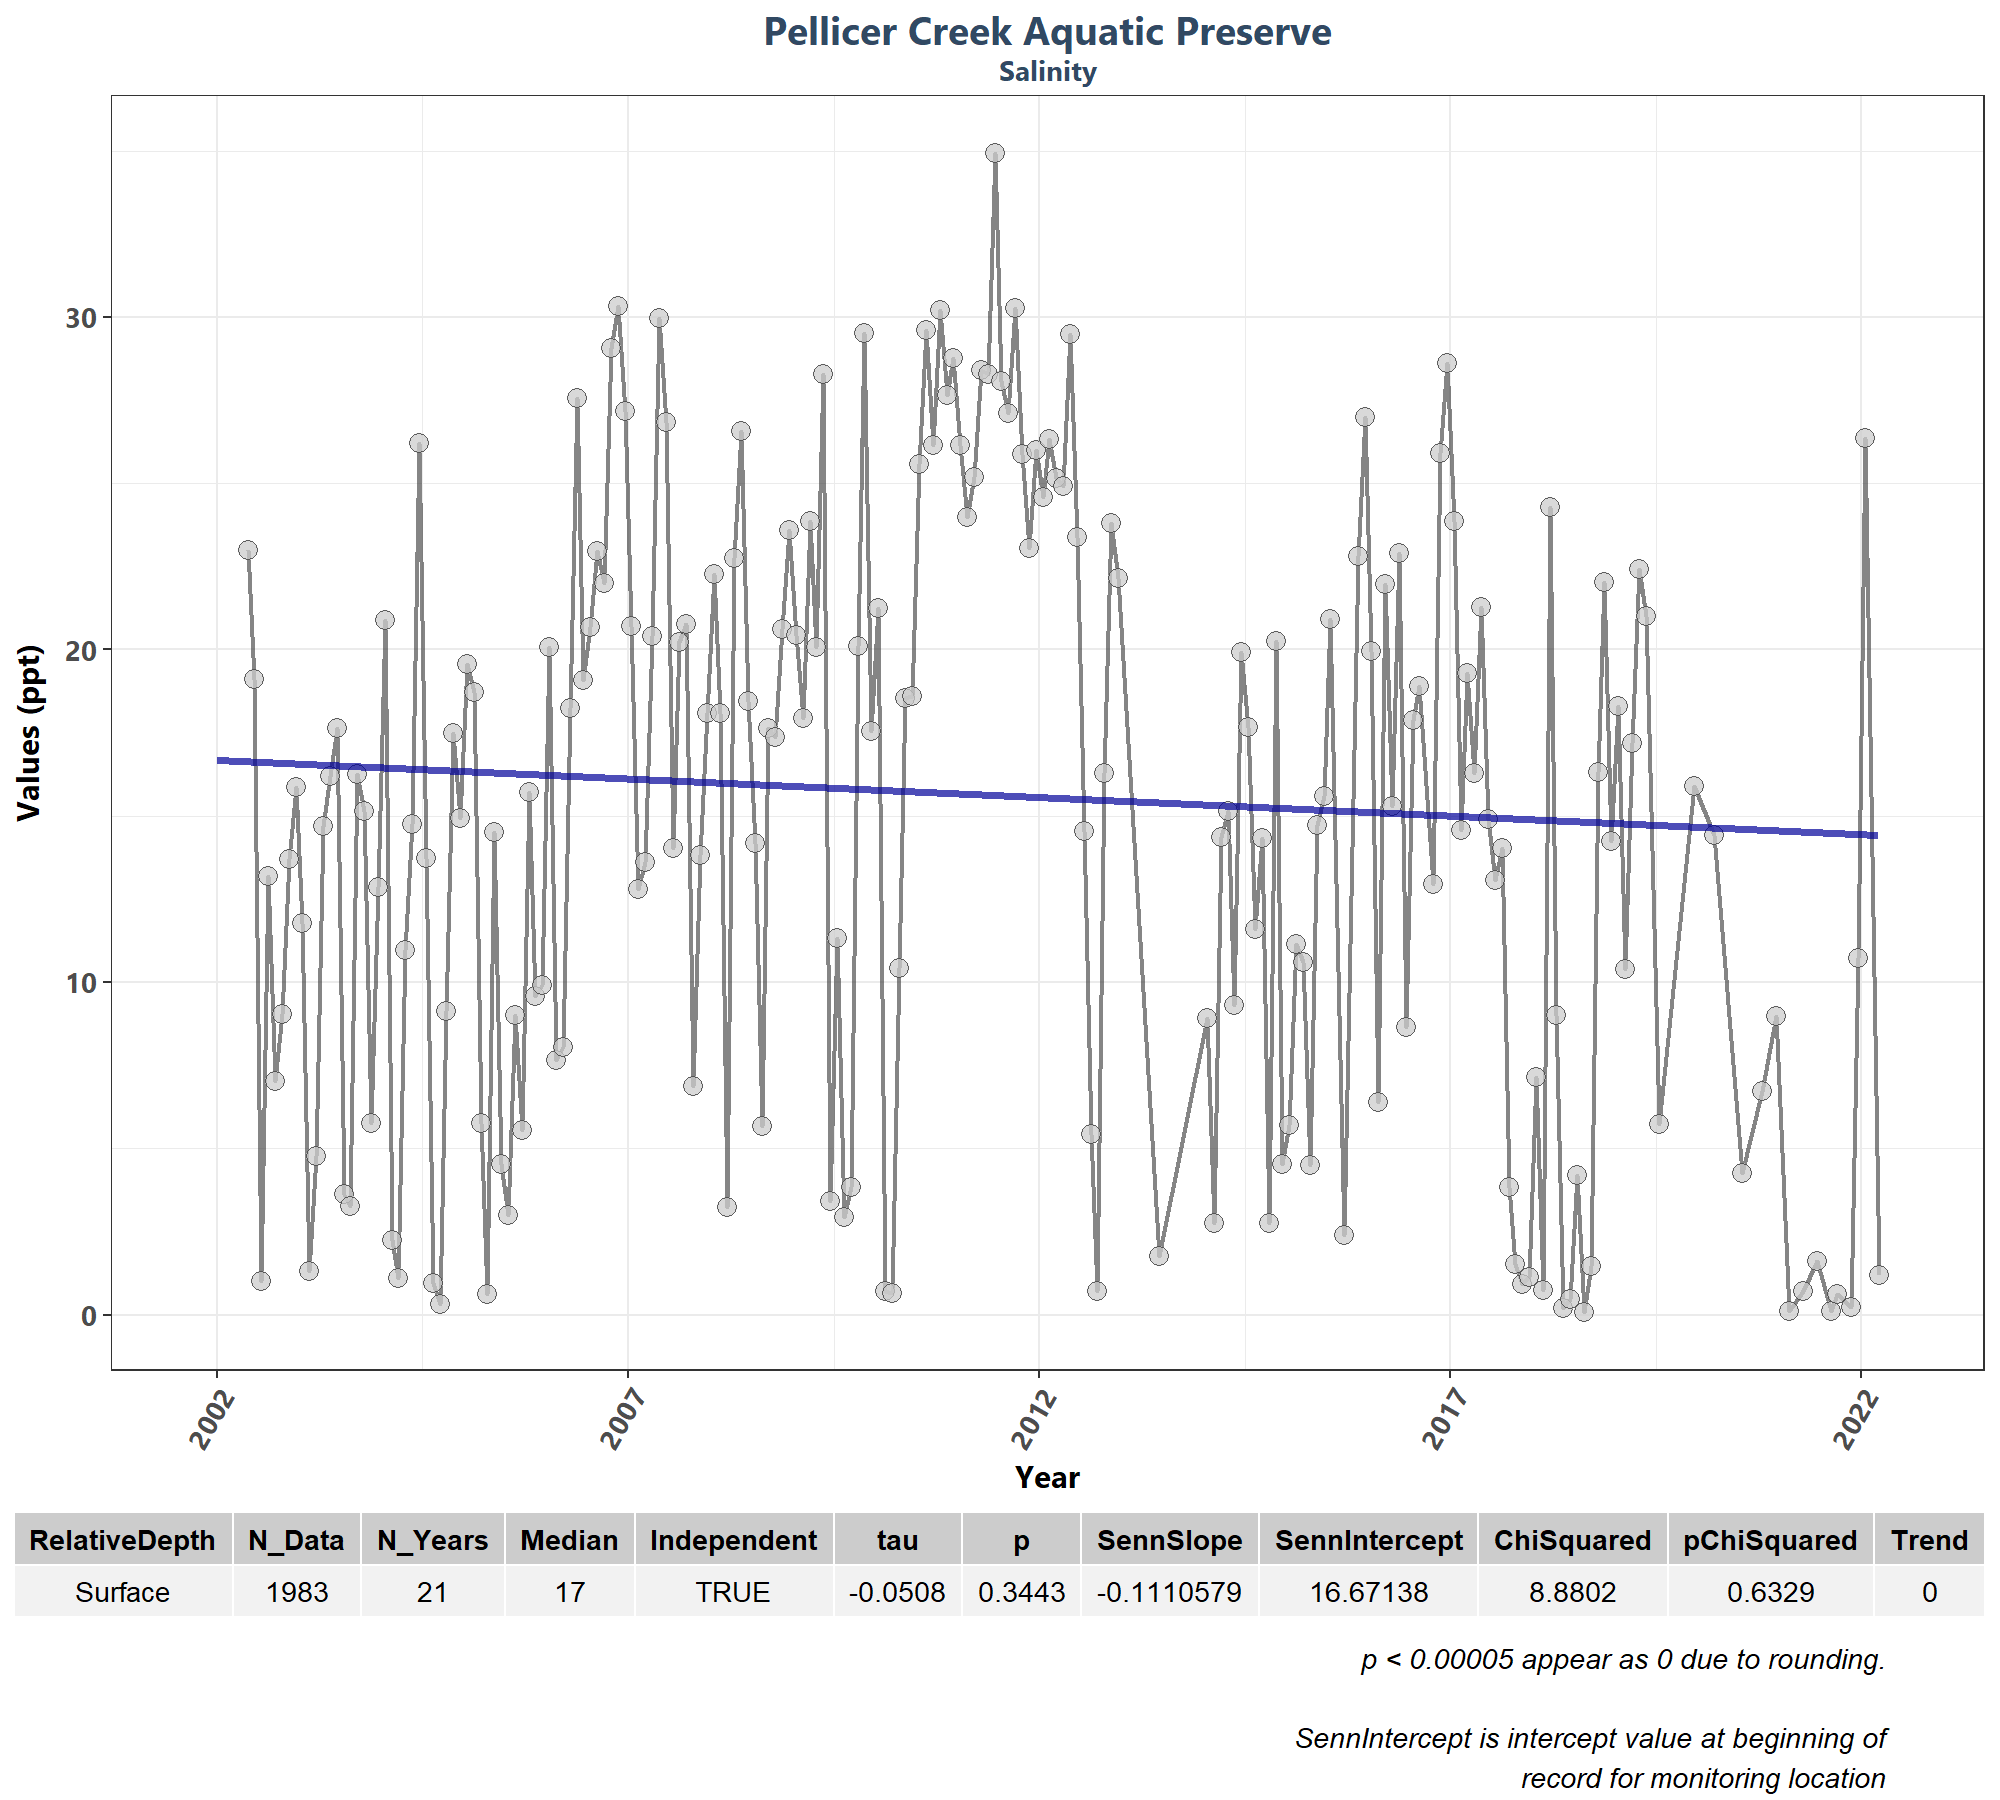 Pellicer Creek Aquatic Preserve
Salinity
Values (ppt)
30
20
10
0
2002 2007 2012 2017 2022
Year
RelativeDepth N_Data N_Years Median Independent tau p SennSlope SennIntercept ChiSquared pChiSquared Trend
Surface 1983 21 17 TRUE -0.0508 0.3443 -0.1110579 16.67138 8.8802 0.6329 0
p < 0.00005 appear as 0 due to rounding.
SennIntercept is intercept value at beginning of
record for monitoring location